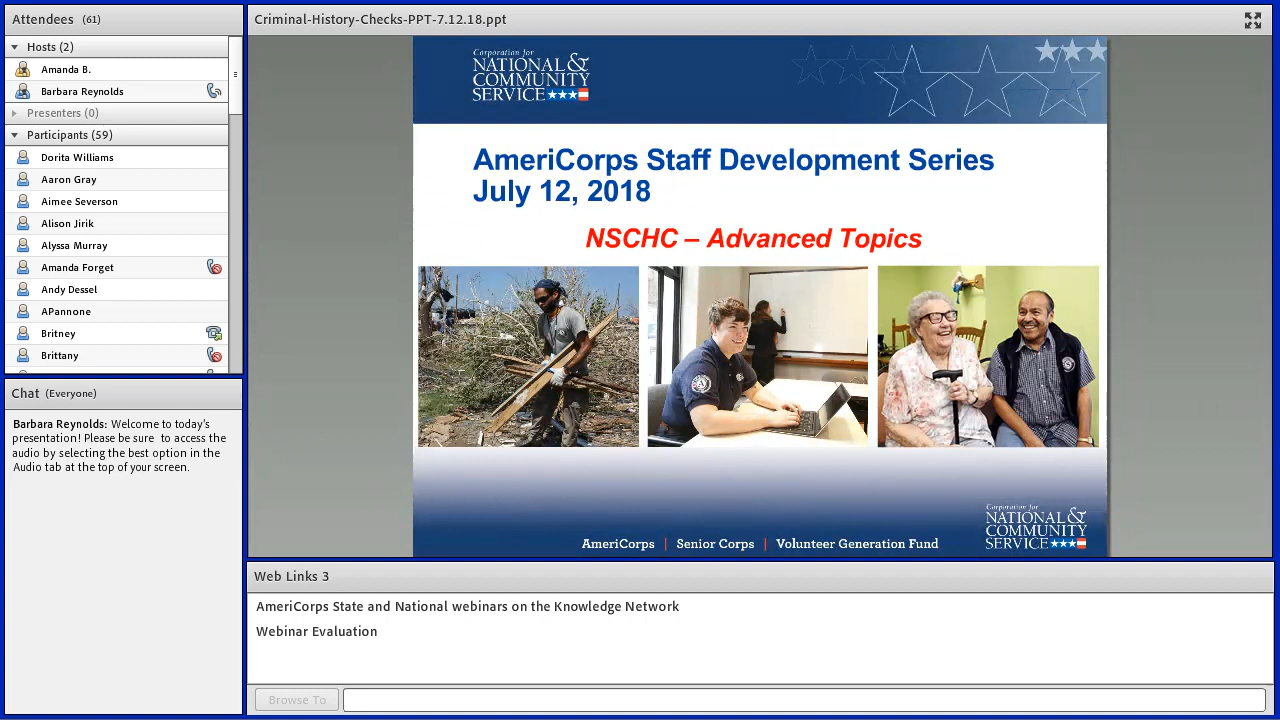 Attendees (61)
Hosts (2)
Amanda B.
Barbara Reynolds
Presenters (0)
Participants (59)
Dorita Williams
Aaron Gray
Aimee Severson
Alison Jirik
Alyssa Murray
Amanda Forget
Andy Dessel
APannone
Britney
Brittany
Chat (Everyone)
Barbara Reynolds: Welcome to today's
presentation! Please be sure to access the
audio by selecting the best option in the
Audio tab at the top of your screen.
Criminal-History-Checks-PPT-7.12.18.ppt
Corporation for
NATIONAL &
COMMUNITY
SERVICE
AmeriCorps Staff Development Series
July 12, 2018
NSCHC – Advanced Topics
Corporation for
NATIONAL &
COMMUNITY
SERVICE
AmeriCorps | Senior Corps | Volunteer Generation Fund
Web Links 3
AmeriCorps State and National webinars on the Knowledge Network
Webinar Evaluation
Browse To